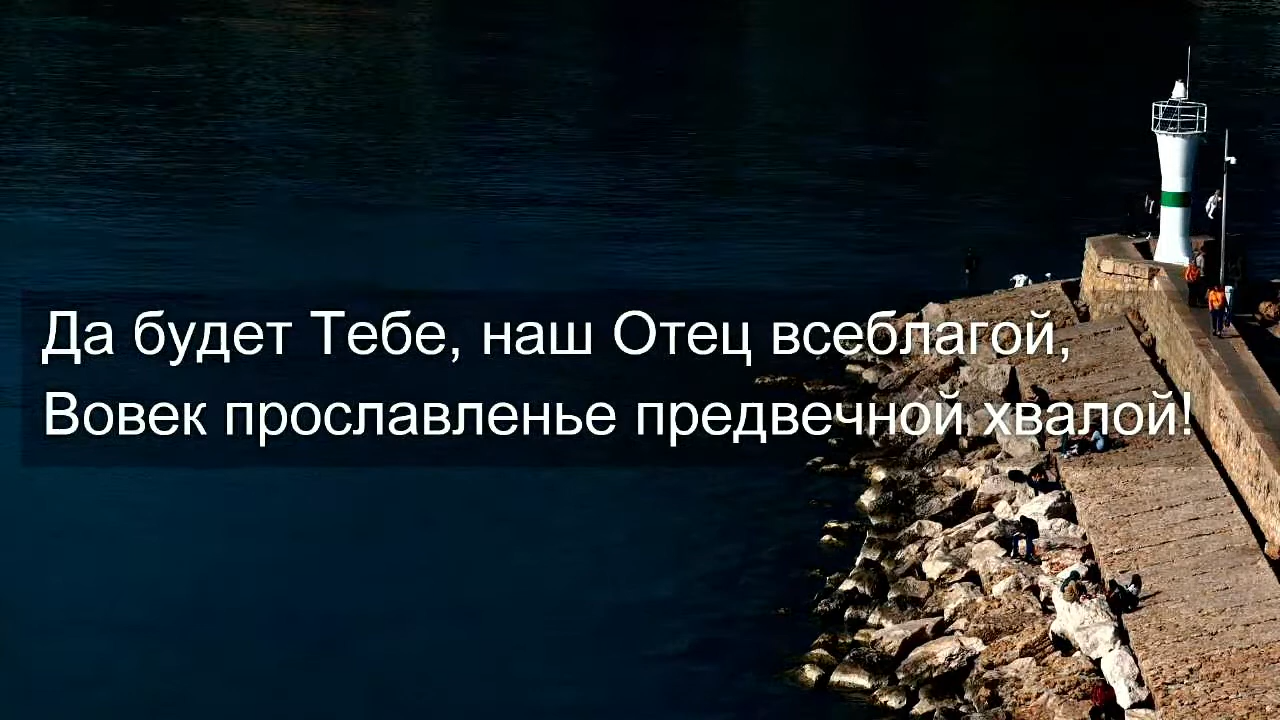 Да будет Тебе, наш Отец всеблагой,
Вовек прославленье предвечной хвалой!